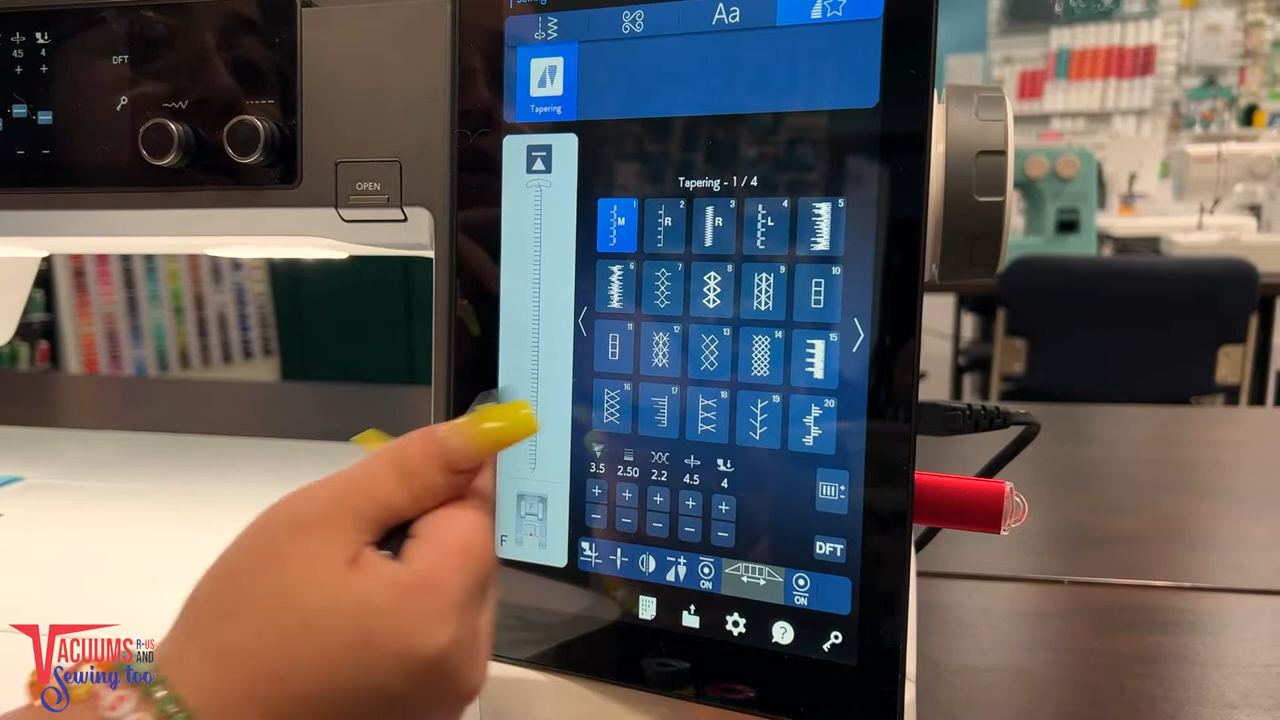 Aa
4.5 4
+ +
DFT
- -
OPEN
Tapering
Tapering - 1 / 4
1 M 2 R 3 R 4 L 5
6 7 8 9 10
11 12 13 14 15
16 17 18 19 20
3.5 2.50 2.2 4.5 4
+ + + + +
- - - - -
DFT
F
ON
ON
?
VACUUMS R-US
AND
Sewing too